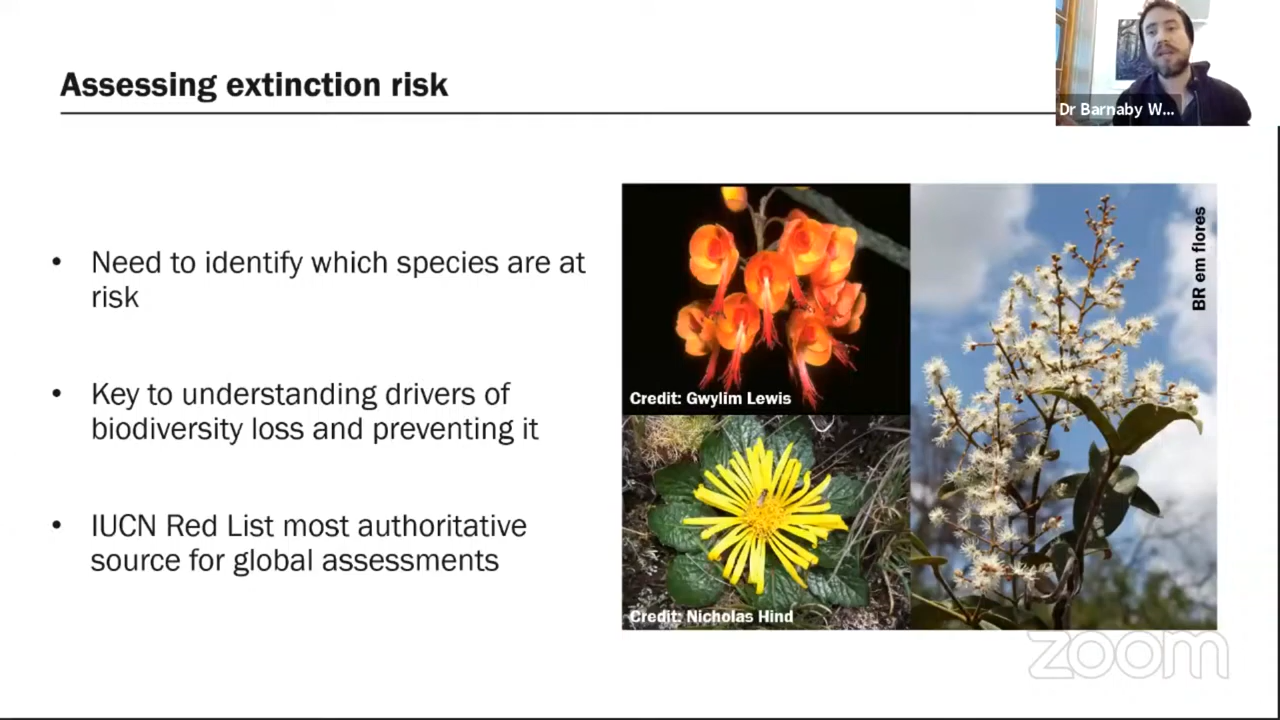 Assessing extinction risk
Dr Barnaby W...
• Need to identify which species are at
risk
• Key to understanding drivers of
biodiversity loss and preventing it
• IUCN Red List most authoritative
source for global assessments
Credit: Gwylim Lewis
BR em flores
Credit: Nicholas Hind
zoom